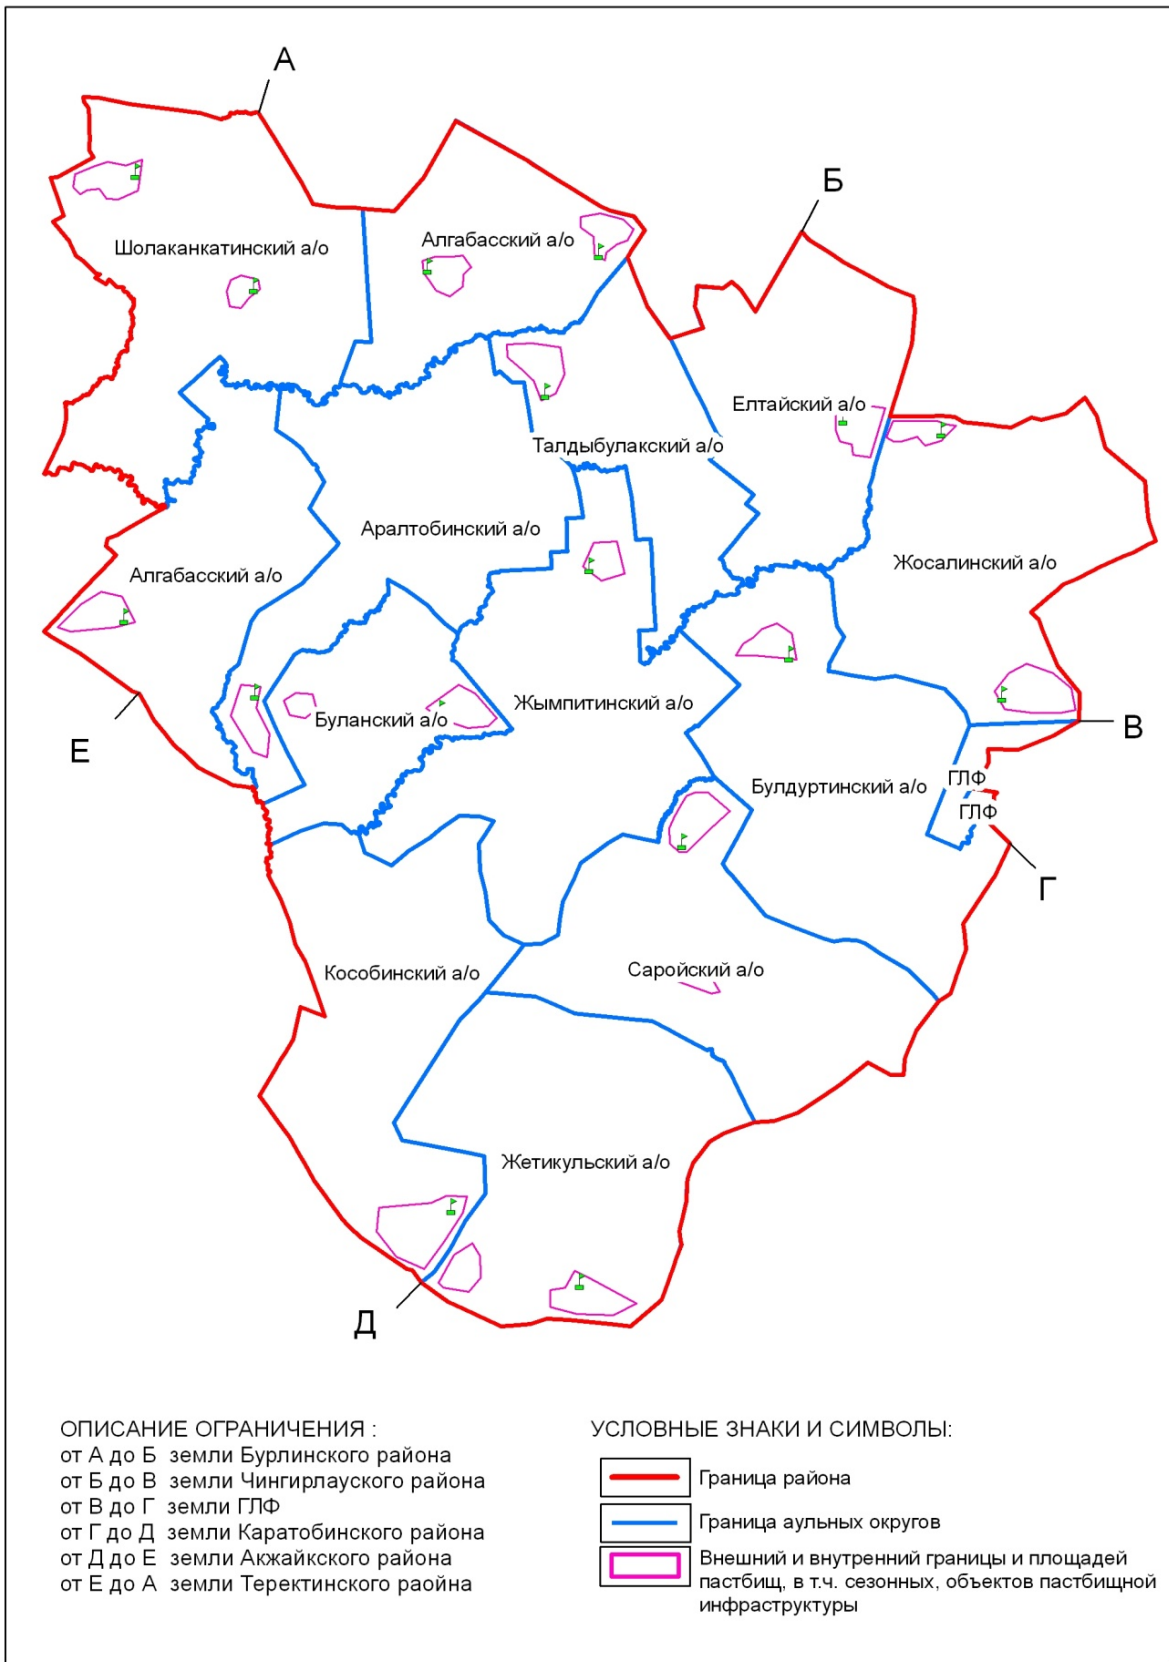 А
Б
Шолаканкатинский а/о
Алгабасский а/о
Елтайский а/о
Талдыбулакский а/о
Аралтобинский а/о
Жосалинский а/о
Алгабасский а/о
Буланский а/о
Жымпитинский а/о
В
Е
Булдуртинский а/о
ГЛФ
ГЛФ
Г
Кособинский а/о
Саройский а/о
Жетикульский а/о
Д
ОПИСАНИЕ ОГРАНИЧЕНИЯ :
от А до Б земли Бурлинского района
от Б до В земли Чингирлауского района
от В до Г земли ГЛФ
от Г до Д земли Каратобинского района
от Д до Е земли Акжайкского района
от Е до А земли Теректинского раойна
УСЛОВНЫЕ ЗНАКИ И СИМВОЛЫ:
Граница района
Граница аульных округов
Внешний и внутренний границы и площадей
пастбищ, в т.ч. сезонных, объектов пастбищной
инфраструктуры